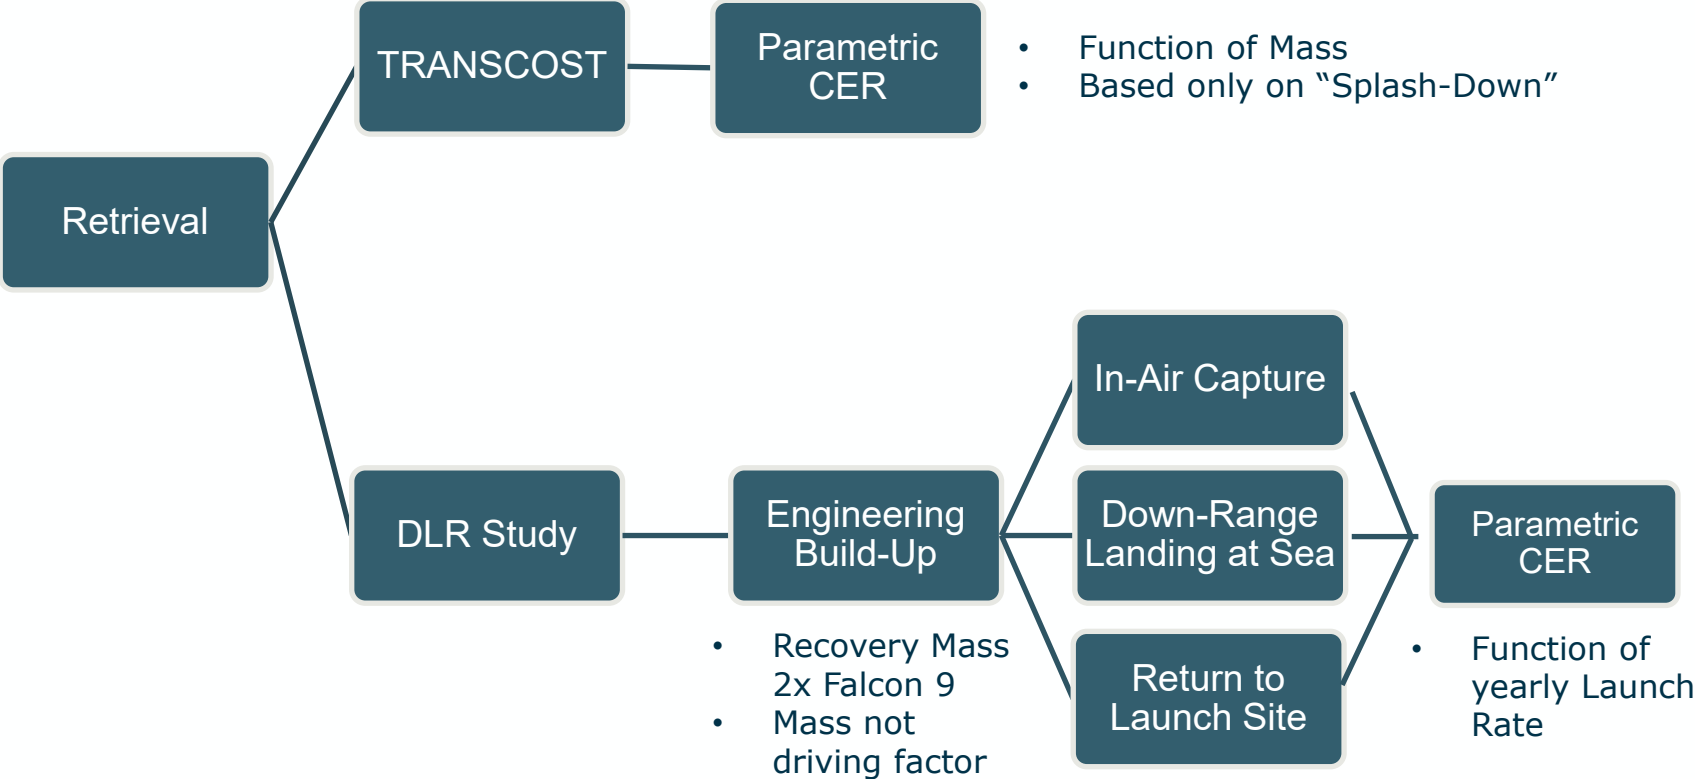 TRANSCOST
Parametric
CER
• Function of Mass
• Based only on “Splash-Down”
Retrieval
In-Air Capture
DLR Study
Engineering
Build-Up
Down-Range
Landing at Sea
Parametric
CER
• Recovery Mass
2x Falcon 9
• Mass not
driving factor
Return to
Launch Site
• Function of
yearly Launch
Rate